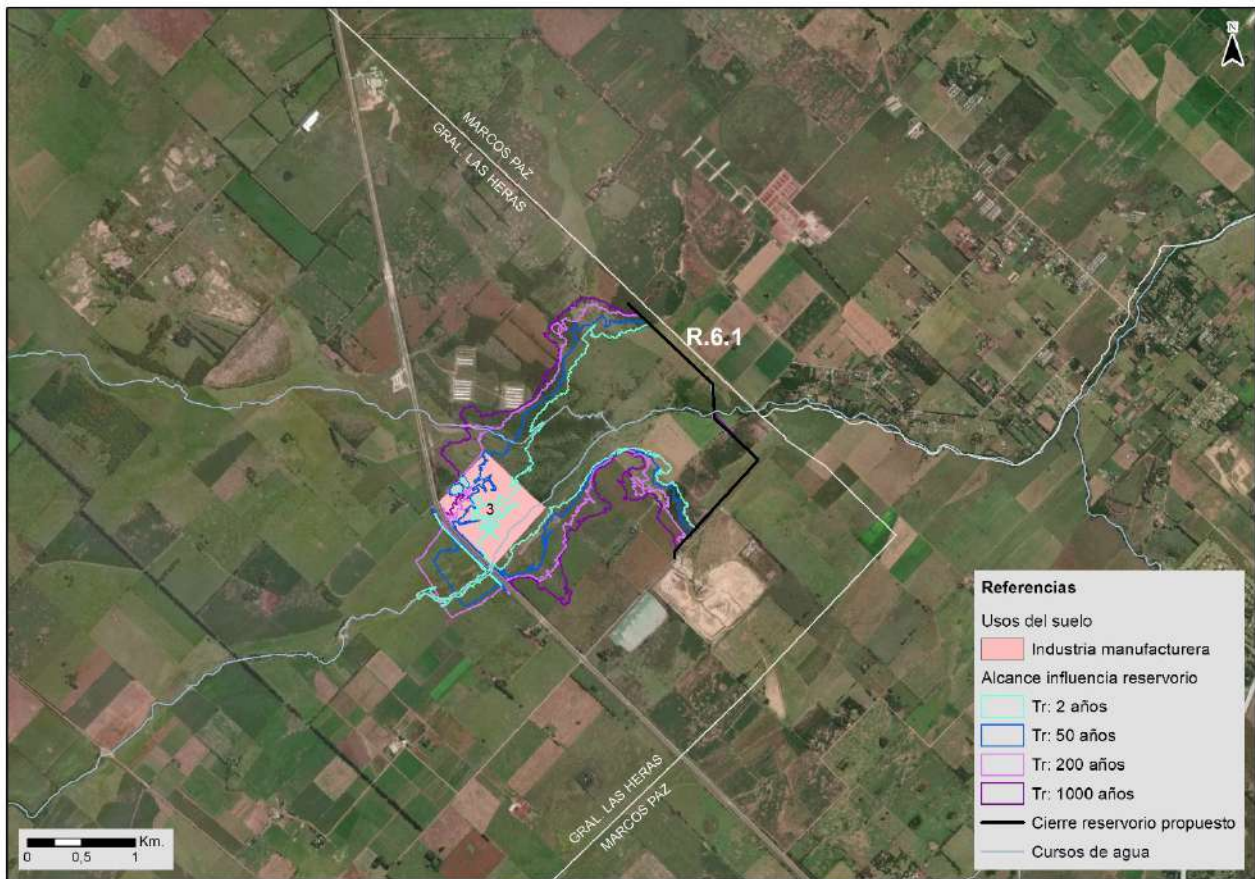 N
MARCOS PAZ
GRAL. LAS HERAS
R.6.1
3
GRAL. LAS HERAS
MARCOS PAZ
Referencias
Usos del suelo
Industria manufacturera
Alcance influencia reservorio
Tr: 2 años
Tr: 50 años
Tr: 200 años
Tr: 1000 años
Cierre reservorio propuesto
Cursos de agua
Km.
0 0,5 1